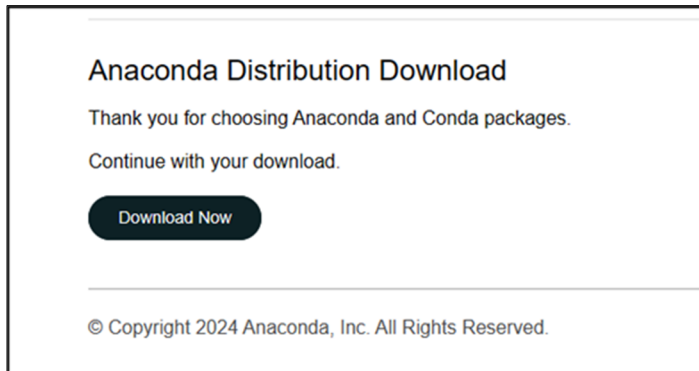 Anaconda Distribution Download
Thank you for choosing Anaconda and Conda packages.
Continue with your download.
Download Now
© Copyright 2024 Anaconda, Inc. All Rights Reserved.